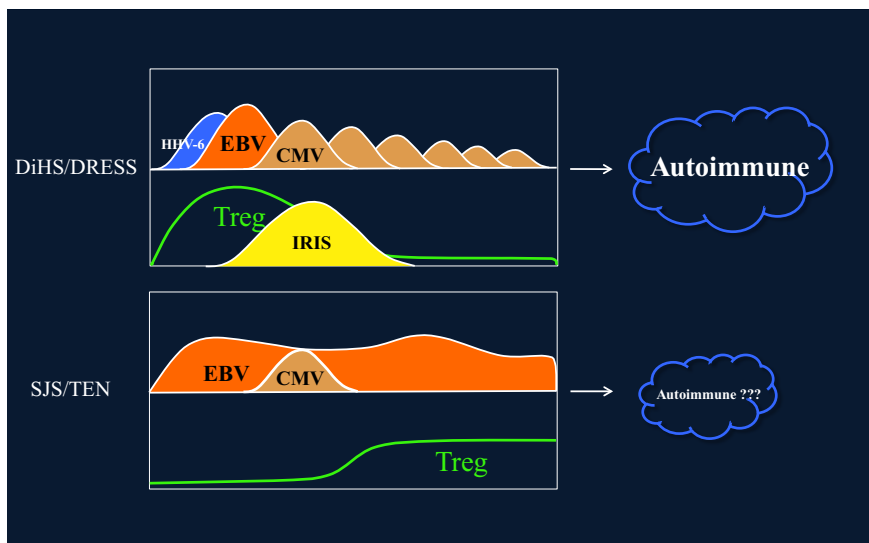 HHV-6
EBV
CMV
DiHS/DRESS
Autoimmune
Treg
IRIS
EBV
CMV
SJS/TEN
Autoimmune ???
Treg